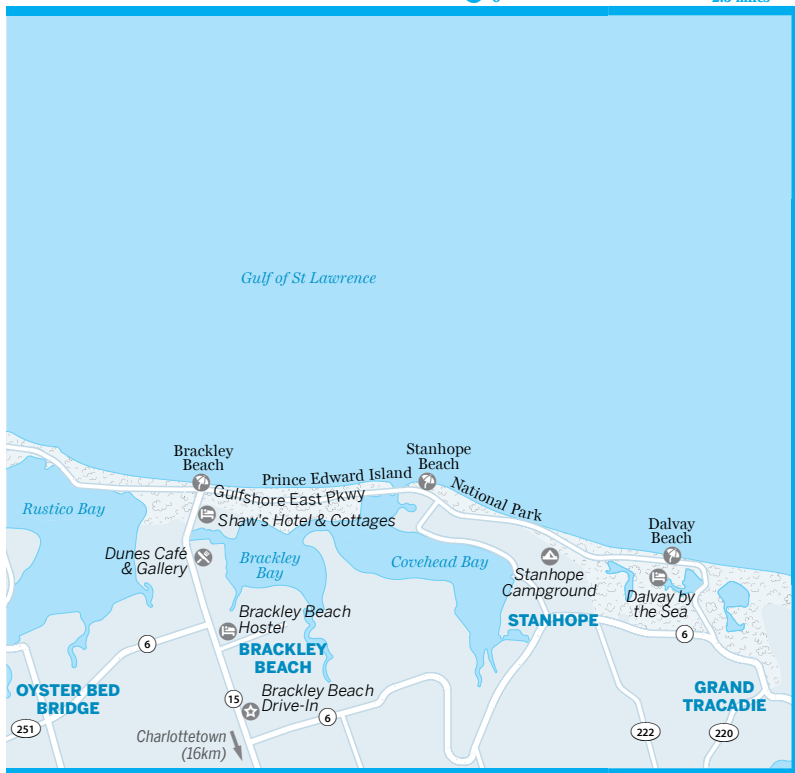 Gulf of St Lawrence
Brackley
Beach
Stanhope
Beach
Prince Edward Island
National Park
Gulfshore East Pkwy
Rustico Bay
Shaw's Hotel & Cottages
Dalvay
Beach
Dunes Café
& Gallery
Brackley
Bay
Covehead Bay
Stanhope
Campground
Dalvay by
the Sea
Brackley Beach
Hostel
STANHOPE
6
6
BRACKLEY
BEACH
OYSTER BED
BRIDGE
15
Brackley Beach
Drive-In
6
GRAND
TRACADIE
251
222
220
Charlottetown
(16km)